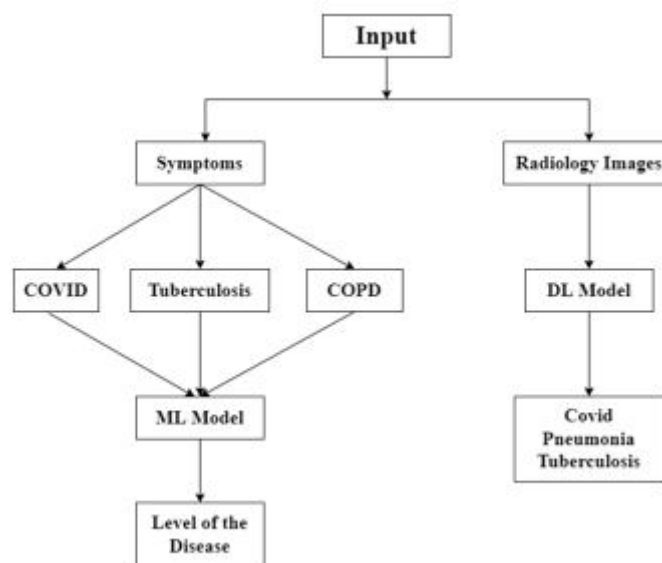 Input
Symptoms
Radiology Images
COVID
Tuberculosis
COPD
DL Model
ML Model
Covid
Pneumonia
Tuberculosis
Level of the
Disease